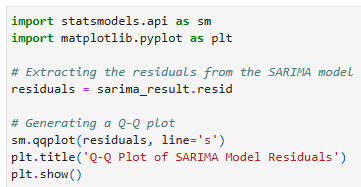 import statsmodels.api as sm
import matplotlib.pyplot as plt
# Extracting the residuals from the SARIMA model
residuals = sarima_result.resid
# Generating a Q-Q plot
sm.qqplot(residuals, line='s')
plt.title('Q-Q Plot of SARIMA Model Residuals')
plt.show()